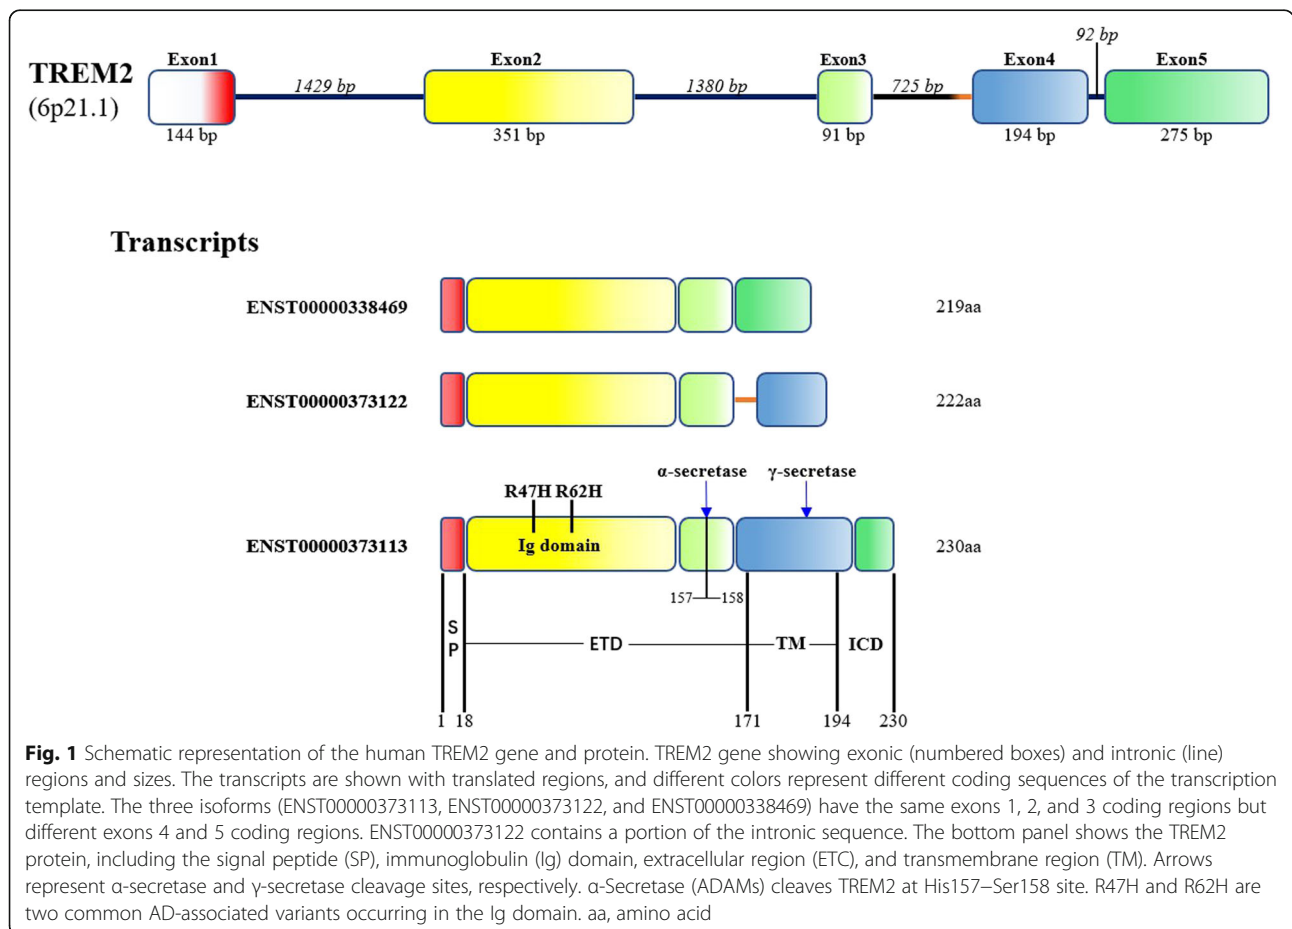 92 bp
Exon1 Exon2 Exon3 Exon4 Exon5
TREM2
1429 bp 1380 bp 725 bp
(6p21.1)
144 bp 351 bp 91 bp 194 bp 275 bp
Transcripts
ENST00000338469 219aa
ENST00000373122 222aa
α-secretase γ-secretase
R47H R62H
ENST00000373113 Ig domain 230aa
157 158
SP ETD TM ICD
1 18 171 194 230
Fig. 1 Schematic representation of the human TREM2 gene and protein. TREM2 gene showing exonic (numbered boxes) and intronic (line)
regions and sizes. The transcripts are shown with translated regions, and different colors represent different coding sequences of the transcription
template. The three isoforms (ENST00000373113, ENST00000373122, and ENST00000338469) have the same exons 1, 2, and 3 coding regions but
different exons 4 and 5 coding regions. ENST00000373122 contains a portion of the intronic sequence. The bottom panel shows the TREM2
protein, including the signal peptide (SP), immunoglobulin (Ig) domain, extracellular region (ETC), and transmembrane region (TM). Arrows
represent α-secretase and γ-secretase cleavage sites, respectively. α-Secretase (ADAMs) cleaves TREM2 at His157–Ser158 site. R47H and R62H are
two common AD-associated variants occurring in the Ig domain. aa, amino acid